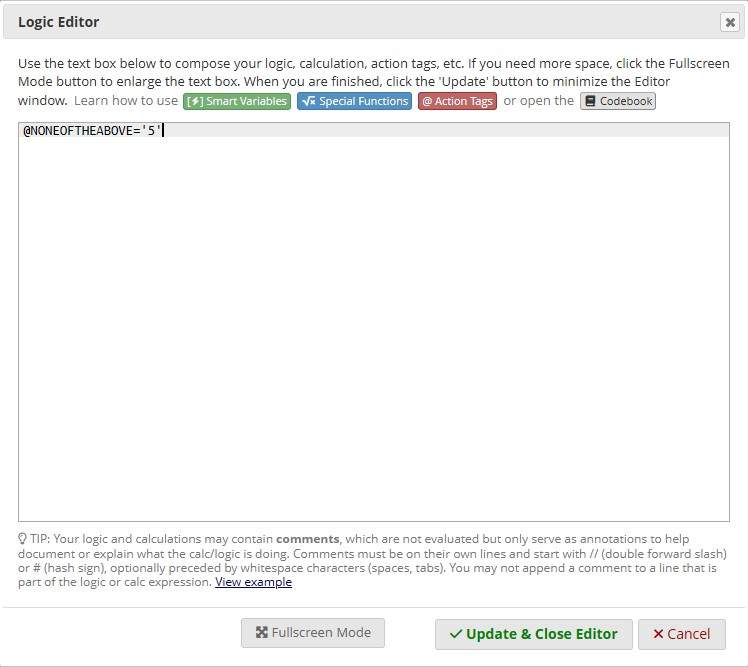 Logic Editor
Use the text box below to compose your logic, calculation, action tags, etc. If you need more space, click the Fullscreen
Mode button to enlarge the text box. When you are finished, click the 'Update' button to minimize the Editor
window. Learn how to use [⚡] Smart Variables √x Special Functions @ Action Tags or open the Codebook
@NONEOFTHEABOVE='5'
TIP: Your logic and calculations may contain comments, which are not evaluated but only serve as annotations to help
document or explain what the calc/logic is doing. Comments must be on their own lines and start with // (double forward slash)
or # (hash sign), optionally preceded by whitespace characters (spaces, tabs). You may not append a comment to a line that is
part of the logic or calc expression. View example
Fullscreen Mode Update & Close Editor Cancel